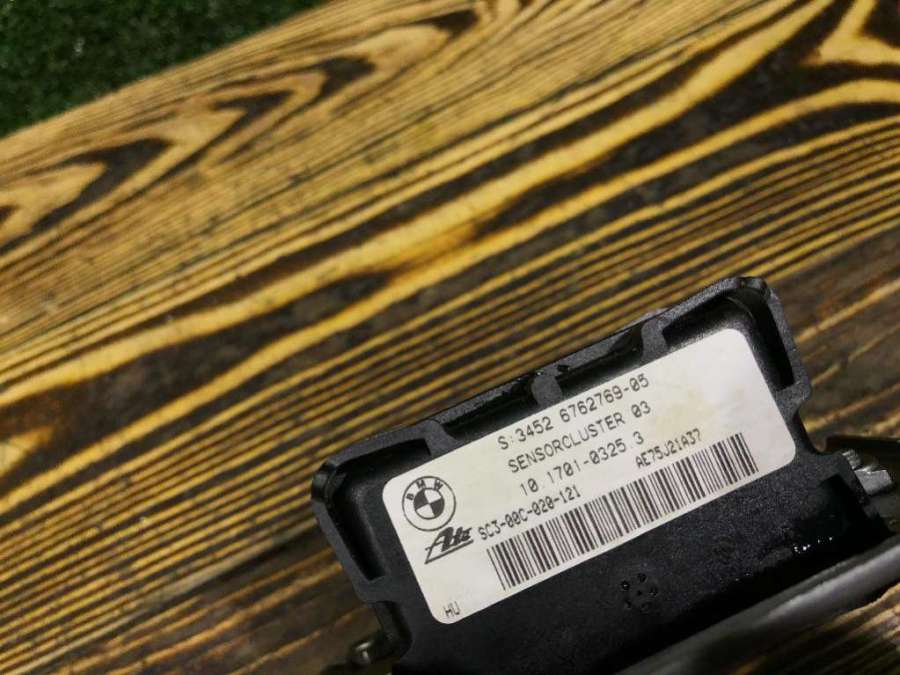 S:3452 6762769-05
SENSORCLUSTER 03
10 1701-0325 3
SC3-00C-020-121 AE75J21A37
BMW
Ate
HU